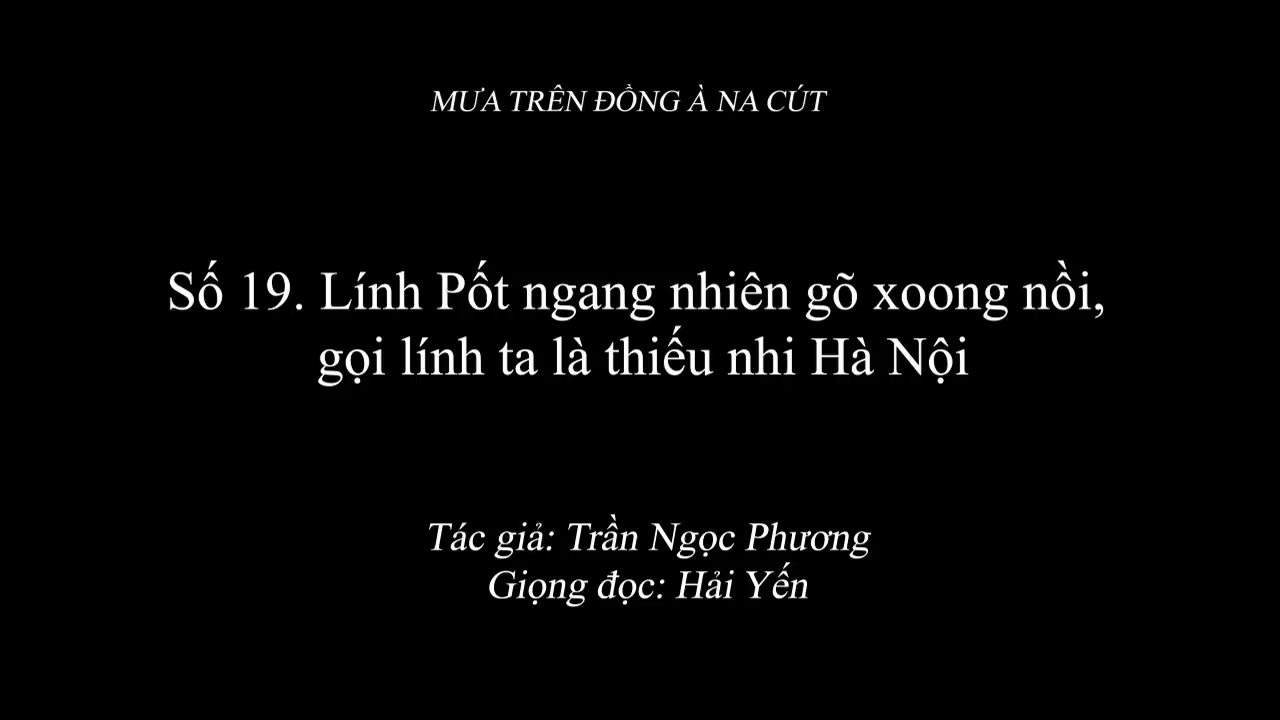 MƯA TRÊN ĐỒNG À NA CÚT
Số 19. Lính Pốt ngang nhiên gõ xoong nồi,
gọi lính ta là thiếu nhi Hà Nội
Tác giả: Trần Ngọc Phương
Giọng đọc: Hải Yến